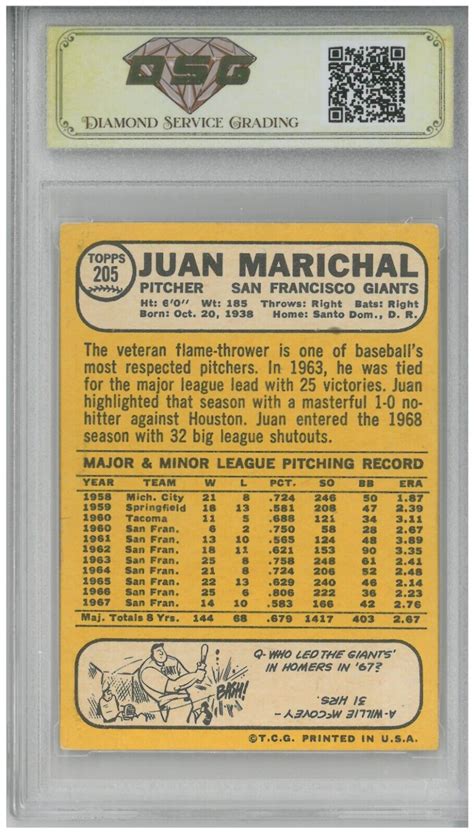 DSG
DIAMOND SERVICE GRADING
TOPPS
205
JUAN MARICHAL
PITCHER SAN FRANCISCO GIANTS
Ht: 6'0" Wt: 185 Throws: Right Bats: Right
Born: Oct. 20, 1938 Home: Santo Dom., D. R.
The veteran flame-thrower is one of baseball's
most respected pitchers. In 1963, he was tied
for the major league lead with 25 victories. Juan
highlighted that season with a masterful 1-0 no-
hitter against Houston. Juan entered the 1968
season with 32 big league shutouts.
MAJOR & MINOR LEAGUE PITCHING RECORD
YEAR TEAM W L PCT. SO BB ERA
1958 Mich. City 21 8 .724 246 50 1.87
1959 Springfield 18 13 .581 208 47 2.39
1960 Tacoma 11 5 .688 121 34 3.11
1960 San Fran. 6 2 .750 58 28 2.67
1961 San Fran. 13 10 .565 124 48 3.89
1962 San Fran. 18 11 .621 153 90 3.35
1963 San Fran. 25 8 .758 248 61 2.41
1964 San Fran. 21 8 .724 206 52 2.48
1965 San Fran. 22 13 .629 240 46 2.14
1966 San Fran. 25 6 .806 222 36 2.23
1967 San Fran. 14 10 .583 166 42 2.76
Maj. Totals 8 Yrs. 144 68 .679 1417 403 2.67
Q- WHO LED THE GIANTS'
IN HOMERS IN '67?
BASH!
A- WILLIE McCOVEY –
31 HRS.
©T.C.G. PRINTED IN U.S.A.